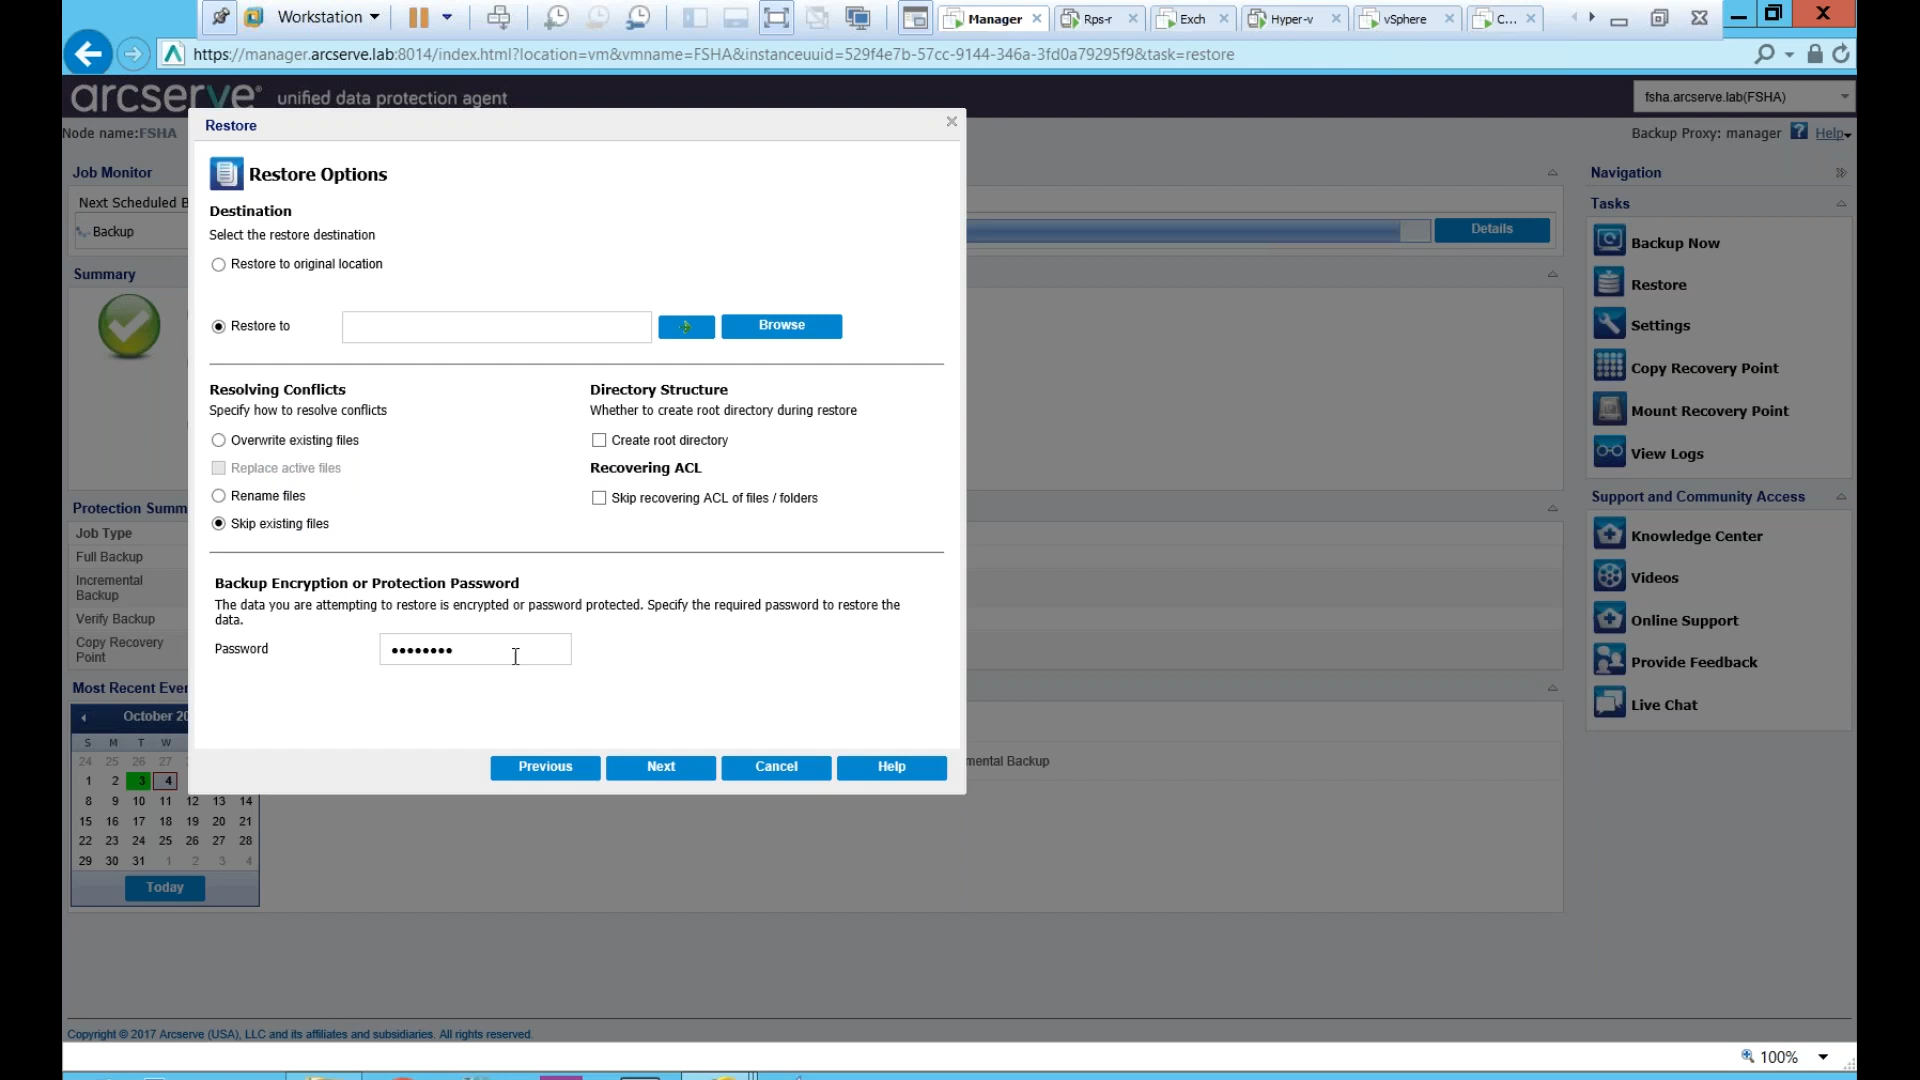 Workstation
Manager
Rps-r
Exch
Hyper-v
vSphere
C...
https://manager.arcserve.lab:8014/index.html?location=vm&vmname=FSHA&instanceuuid=529f4e7b-57cc-9144-346a-3fd0a79295f9&task=restore
arcserve® unified data protection agent
fsha.arcserve.lab(FSHA)
Node name:FSHA
Backup Proxy: manager
? Help
Restore
Restore Options
Destination
Select the restore destination
Restore to original location
Restore to
Browse
Resolving Conflicts
Specify how to resolve conflicts
Overwrite existing files
Replace active files
Rename files
Skip existing files
Directory Structure
Whether to create root directory during restore
Create root directory
Recovering ACL
Skip recovering ACL of files / folders
Backup Encryption or Protection Password
The data you are attempting to restore is encrypted or password protected. Specify the required password to restore the
data.
Password ••••••••
Previous
Next
Cancel
Help
Job Monitor
Next Scheduled B
Backup
Details
Summary
Protection Summ
Job Type
Full Backup
Incremental
Backup
Verify Backup
Copy Recovery
Point
Most Recent Ever
October 20
S M T W
24 25 26 27
1 2 3 4
8 9 10 11 12 13 14
15 16 17 18 19 20 21
22 23 24 25 26 27 28
29 30 31 1 2 3 4
Today
mental Backup
Navigation
Tasks
Backup Now
Restore
Settings
Copy Recovery Point
Mount Recovery Point
View Logs
Support and Community Access
Knowledge Center
Videos
Online Support
Provide Feedback
Live Chat
Copyright © 2017 Arcserve (USA), LLC and its affiliates and subsidiaries. All rights reserved.
100%